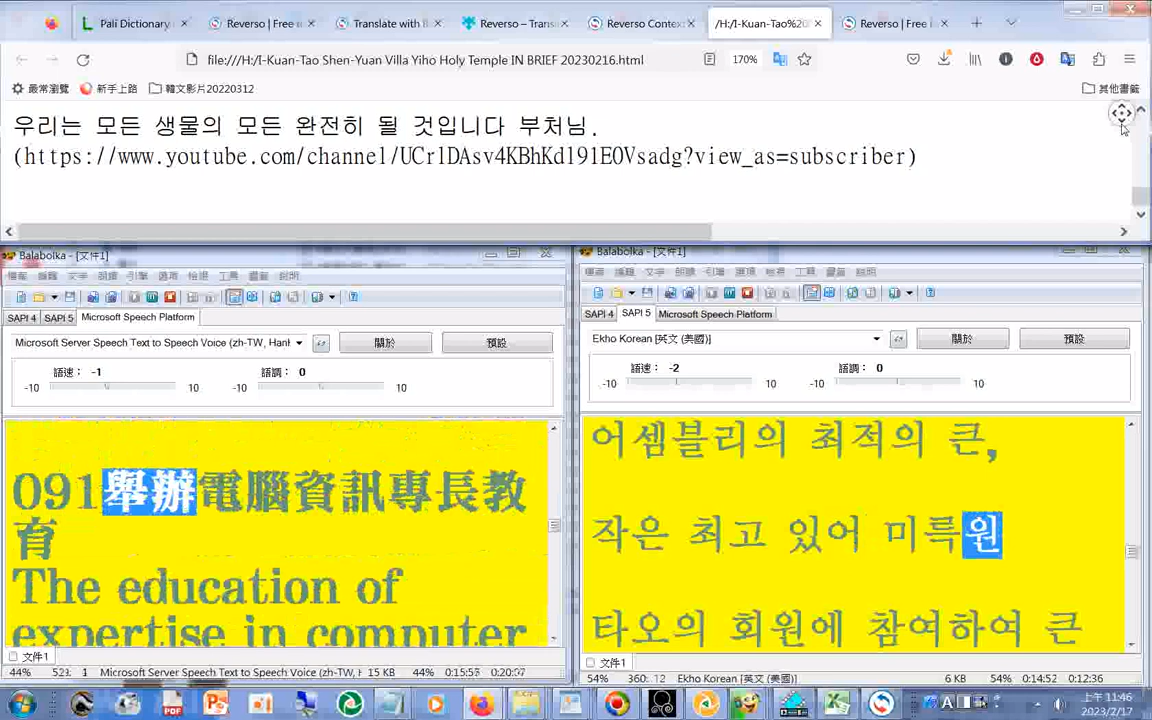 Pali Dictionary
Reverso | Free
Translate with
Reverso – Trans
Reverso Context
/H:/I-Kuan-Tao%20
Reverso | Free
file:///H:/I-Kuan-Tao Shen-Yuan Villa Yiho Holy Temple IN BRIEF 20230216.html
170%
最常瀏覽
新手上路
韓文影片20220312
其他書籤
우리는 모든 생물의 모든 완전히 될 것입니다 부처님.
(https://www.youtube.com/channel/UCrlDAsv4KBhKdl91EOVsadg?view_as=subscriber)
Balabolka - [文件1]
SAPI 4
SAPI 5
Microsoft Speech Platform
Microsoft Server Speech Text to Speech Voice (zh-TW, Hanl
關於
預設
語速: -1
語調: 0
-10
10
-10
10
091舉辦電腦資訊專長教
育
The education of
expertise in computer
文件1
44%
1
Microsoft Server Speech Text to Speech Voice (zh-TW, H
15 KB
44%
Balabolka - [文件1]
SAPI 4
SAPI 5
Microsoft Speech Platform
Ekho Korean [英文 (美國)]
關於
預設
語速: -2
語調: 0
-10
10
-10
10
어셈블리의 최적의 큰,
작은 최고 있어 미륵원
타오의 회원에 참여하여 큰
文件1
54%
360: 12
Ekho Korean [英文 (美國)]
6 KB
54%
0:14:52
0:12:36
上午 11:46
2023/2/17